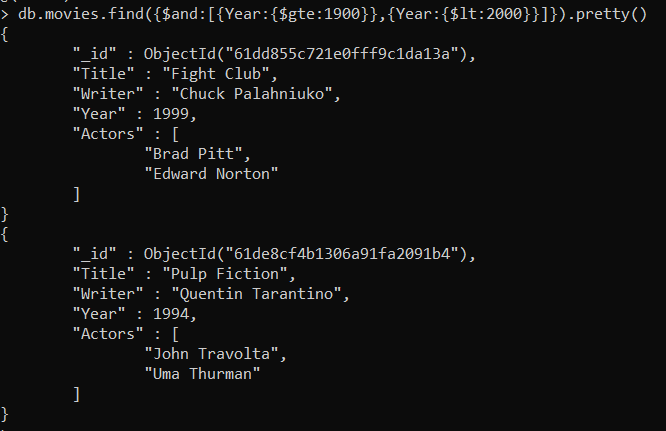 > db.movies.find({$and:[{Year:{$gte:1900}},{Year:{$lt:2000}}]}).pretty()
{
"_id" : ObjectId("61dd855c721e0fff9c1da13a"),
"Title" : "Fight Club",
"Writer" : "Chuck Palahniuko",
"Year" : 1999,
"Actors" : [
"Brad Pitt",
"Edward Norton"
]
}
{
"_id" : ObjectId("61de8cf4b1306a91fa2091b4"),
"Title" : "Pulp Fiction",
"Writer" : "Quentin Tarantino",
"Year" : 1994,
"Actors" : [
"John Travolta",
"Uma Thurman"
]
}